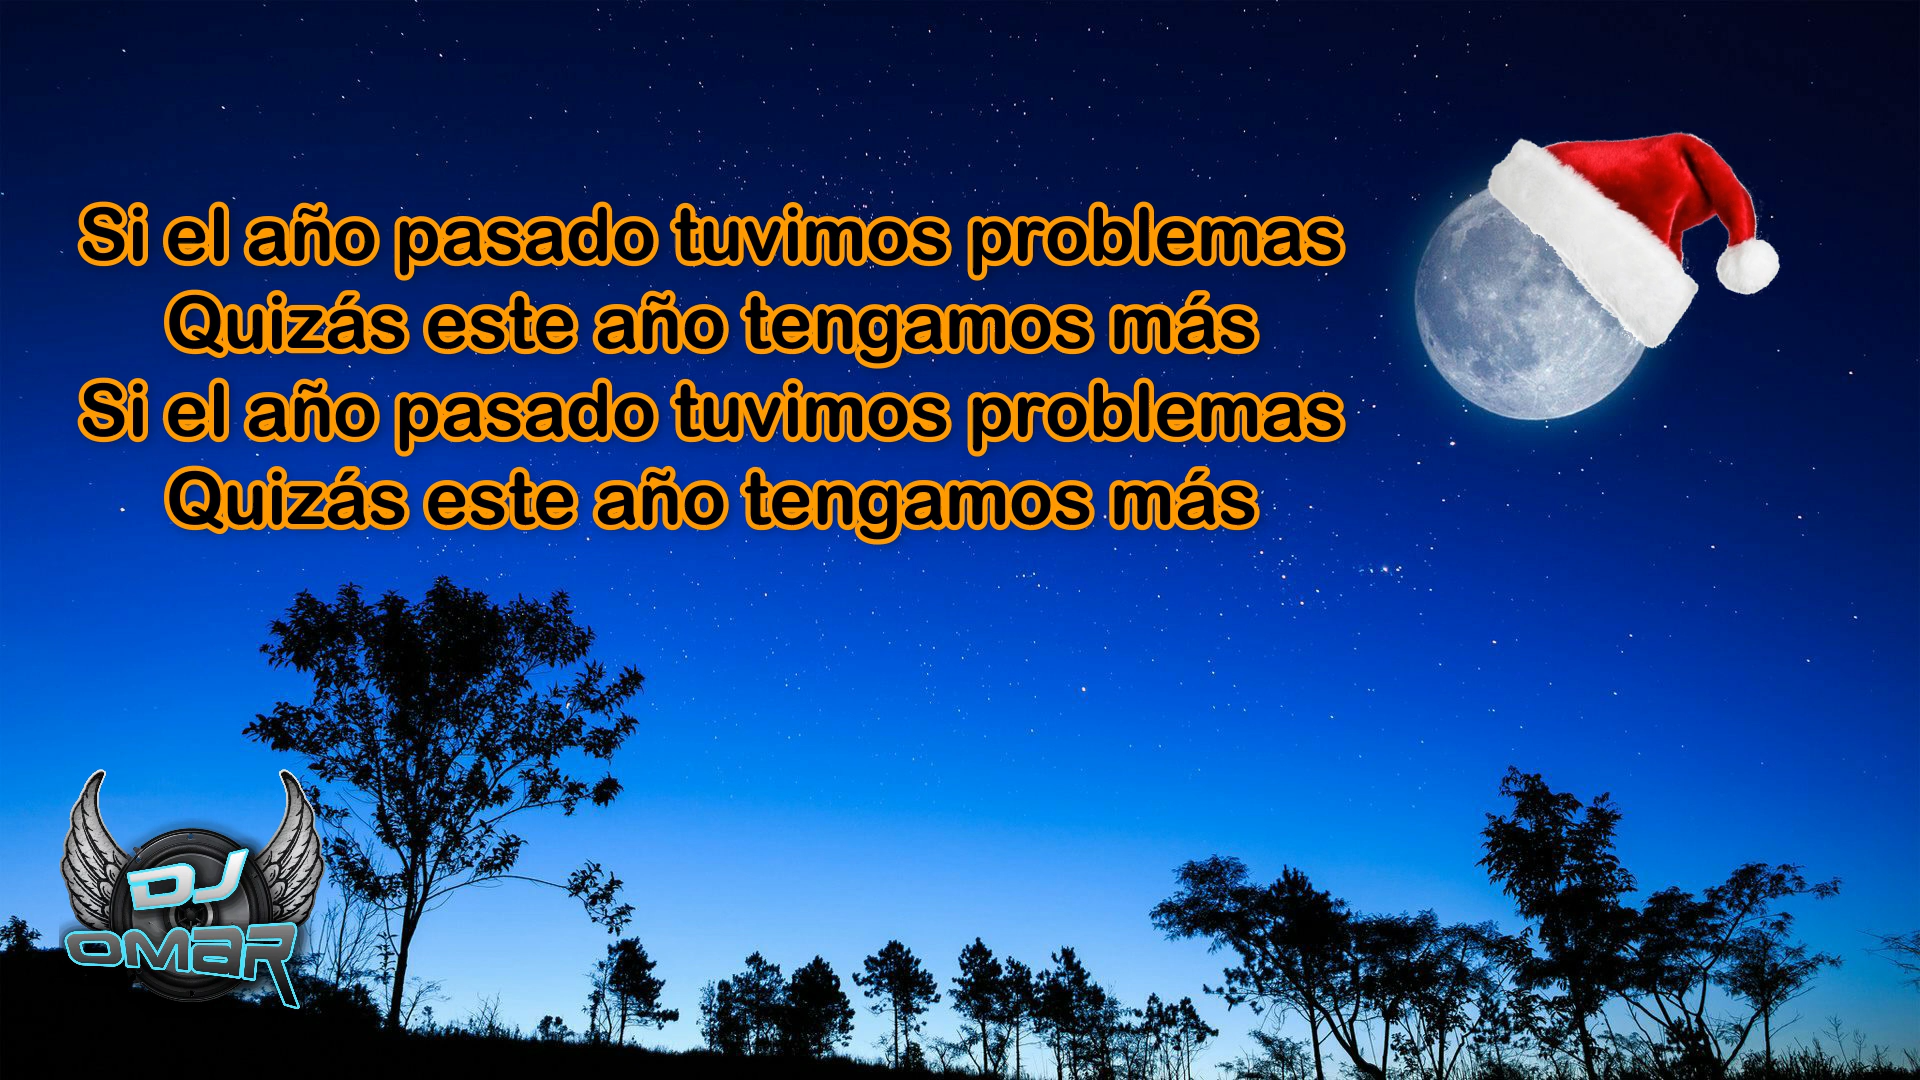 Si el año pasado tuvimos problemas
Quizás este año tengamos más
Si el año pasado tuvimos problemas
Quizás este año tengamos más
DJ
OMAR